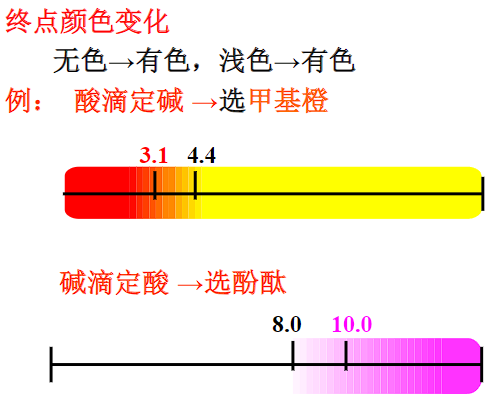 终点颜色变化
无色→有色，浅色→有色
例： 酸滴定碱 →选甲基橙
3.1 4.4
碱滴定酸 →选酚酞
8.0 10.0